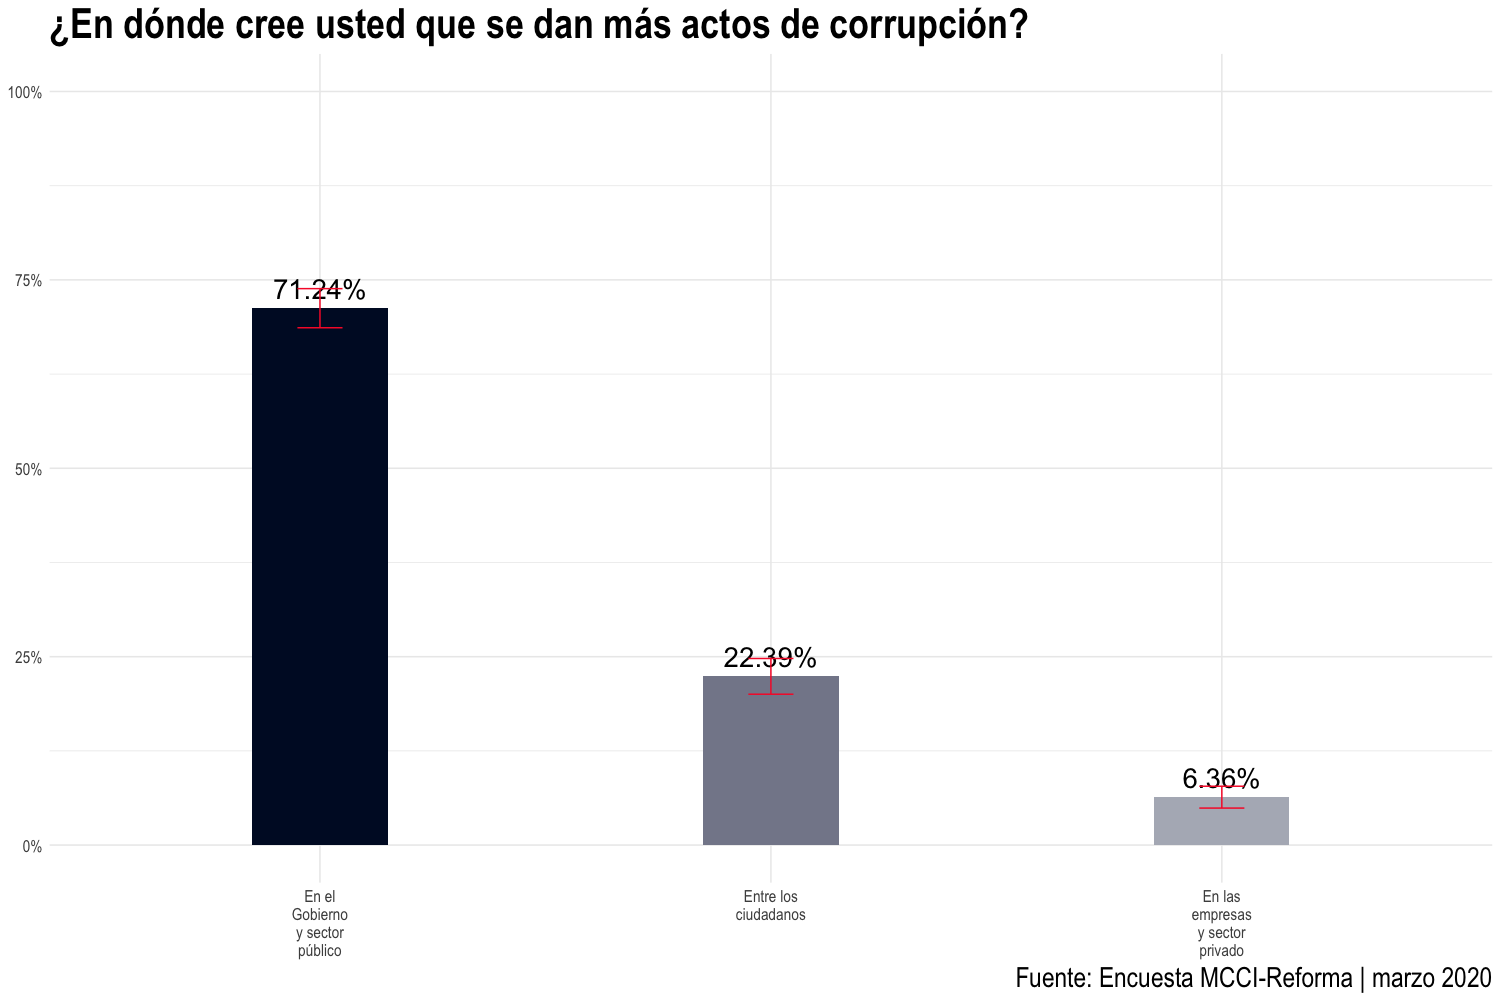 ¿En dónde cree usted que se dan más actos de corrupción?
100%
75%
50%
25%
0%
71.24%
22.39%
6.36%
En el
Gobierno
y sector
público
Entre los
ciudadanos
En las
empresas
y sector
privado
Fuente: Encuesta MCCI-Reforma | marzo 2020